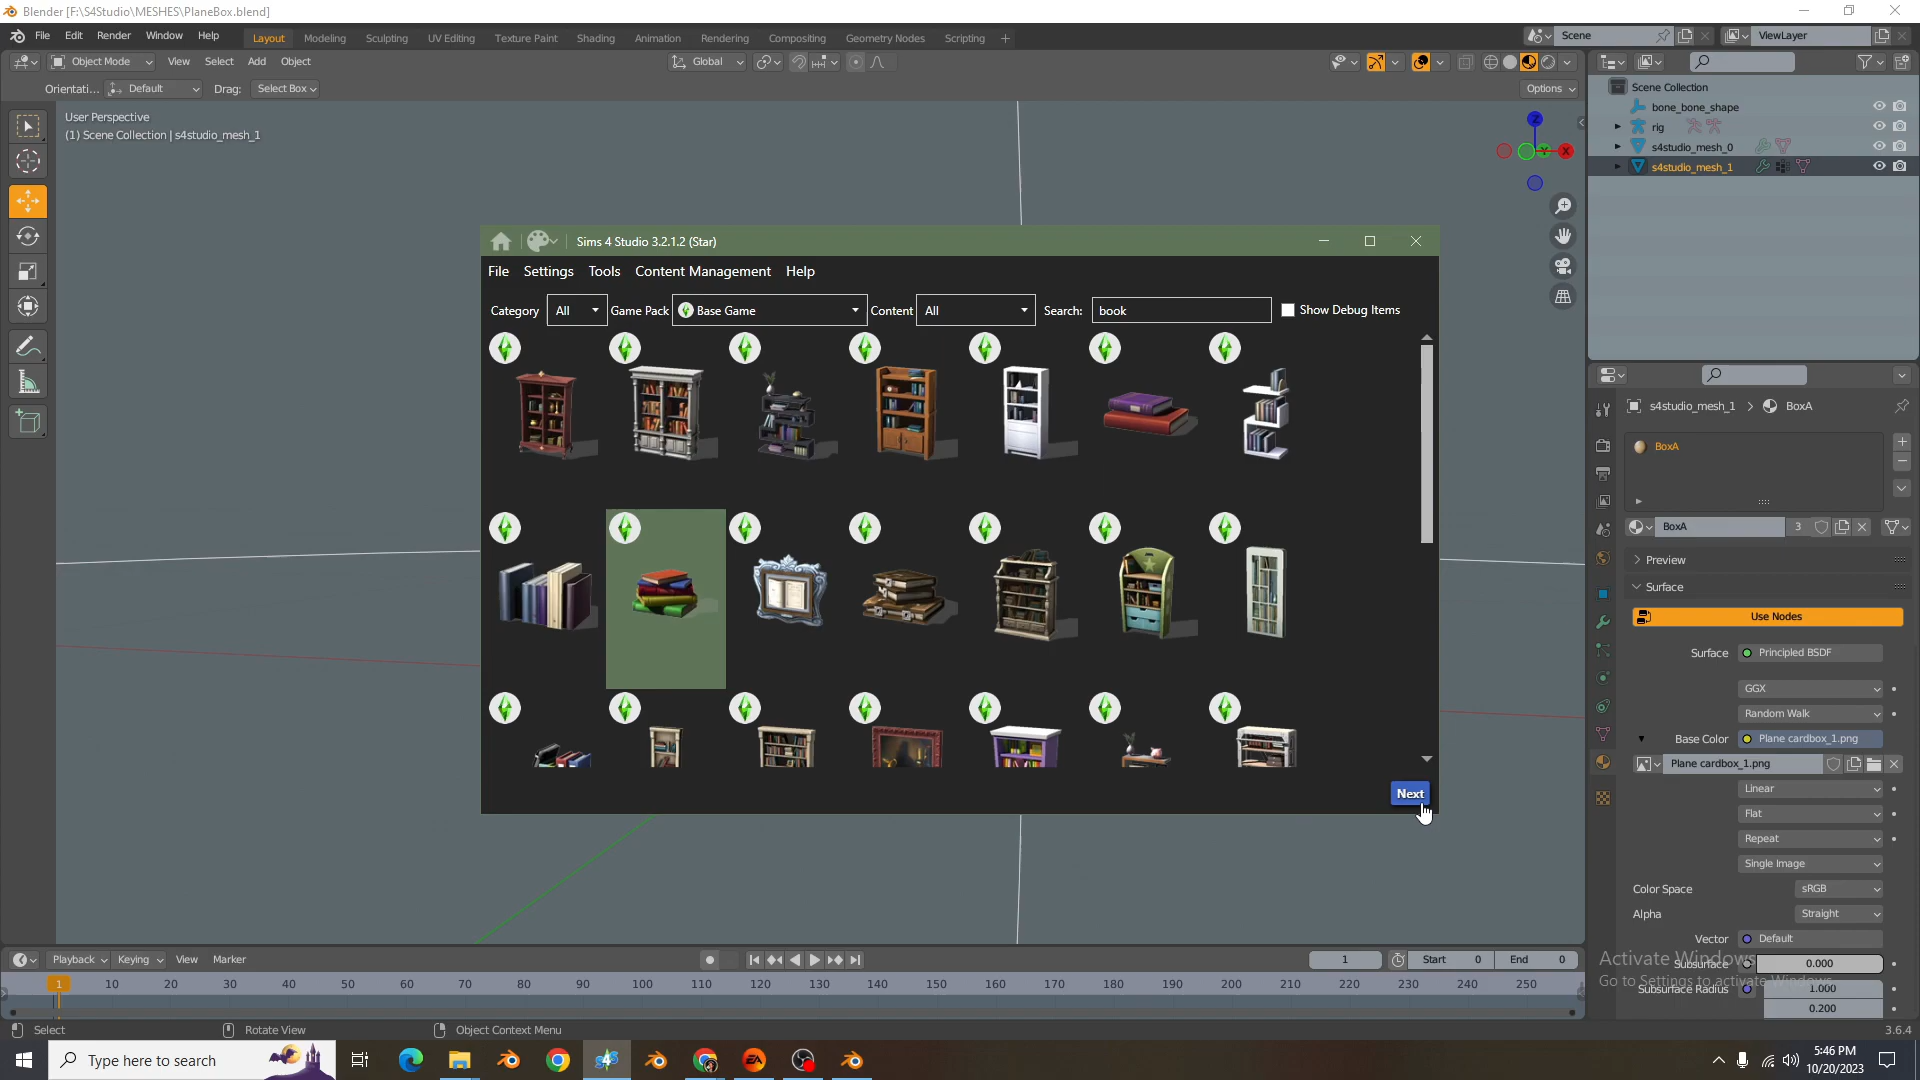 Blender [F:\S4Studio\MESHES\PlaneBox.blend]
File Edit Render Window Help Layout Modeling Sculpting UV Editing Texture Paint Shading Animation Rendering Compositing Geometry Nodes Scripting + Scene ViewLayer
Object Mode View Select Add Object Global
Orientati... Default Drag: Select Box Options
User Perspective
(1) Scene Collection | s4studio_mesh_1
Z
Y X
Scene Collection
bone_bone_shape
rig
s4studio_mesh_0
s4studio_mesh_1
Sims 4 Studio 3.2.1.2 (Star)
File Settings Tools Content Management Help
Category All Game Pack Base Game Content All Search: book Show Debug Items
Next
s4studio_mesh_1 > BoxA
BoxA
BoxA 3
Preview
Surface
Use Nodes
Surface Principled BSDF
GGX
Random Walk
Base Color Plane cardbox_1.png
Plane cardbox_1.png
Linear
Flat
Repeat
Single Image
Color Space sRGB
Alpha Straight
Vector Default
Subsurface 0.000
Subsurface Radius 1.000
0.200
Activate Windows
Go to Settings to activate Windows.
Playback Keying View Marker 1 Start 0 End 0
1 10 20 30 40 50 60 70 80 90 100 110 120 130 140 150 160 170 180 190 200 210 220 230 240 250
Select Rotate View Object Context Menu 3.6.4
Type here to search
5:46 PM
10/20/2023